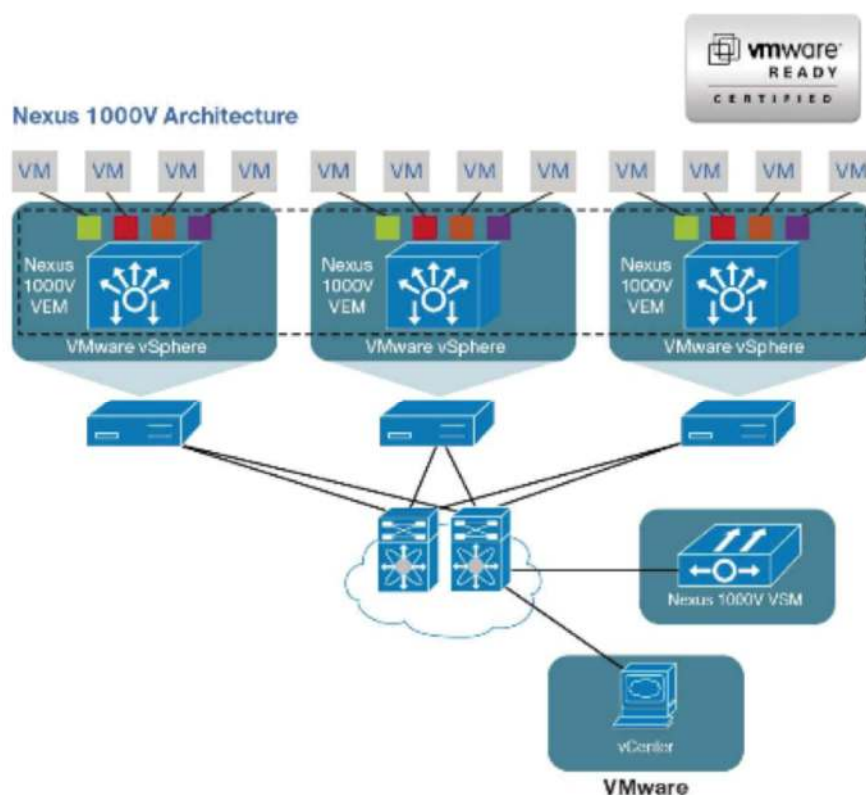 vmware®
READY
CERTIFIED
Nexus 1000V Architecture
VM VM VM VM VM VM VM VM VM VM VM VM
Nexus
1000V
VEM
VMware vSphere
Nexus
1000V
VEM
VMware vSphere
Nexus
1000V
VEM
VMware vSphere
Nexus 1000V VSM
vCenter
VMware